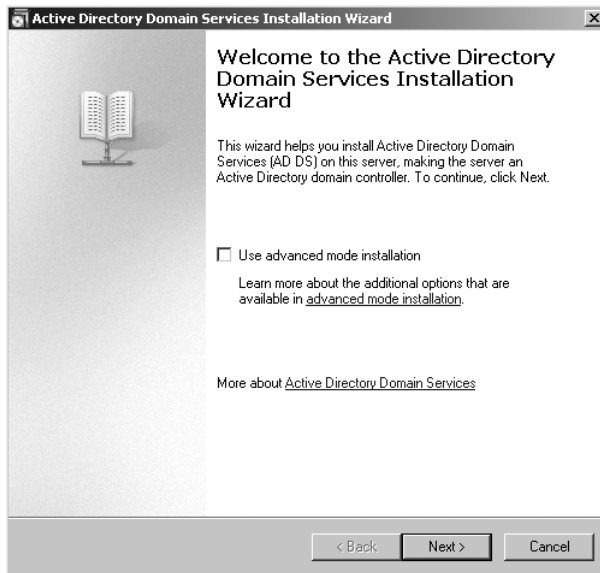 Active Directory Domain Services Installation Wizard
Welcome to the Active Directory
Domain Services Installation
Wizard
This wizard helps you install Active Directory Domain
Services (AD DS) on this server, making the server an
Active Directory domain controller. To continue, click Next.
Use advanced mode installation
Learn more about the additional options that are
available in advanced mode installation.
More about Active Directory Domain Services
< Back Next > Cancel